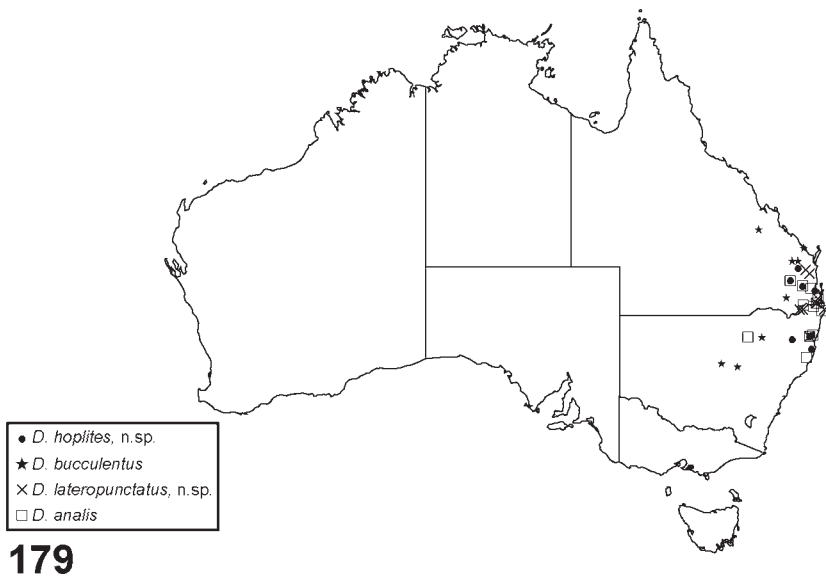 D. hoplites, n.sp.
D. bucculentus
D. lateropunctatus, n.sp.
D. analis
179